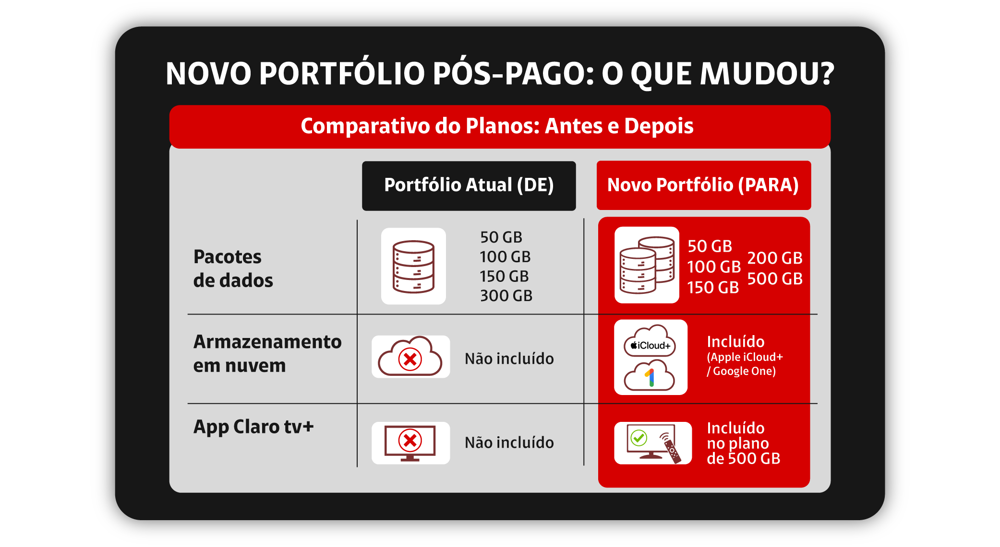 NOVO PORTFÓLIO PÓS-PAGO: O QUE MUDOU?
Comparativo do Planos: Antes e Depois
Portfólio Atual (DE)
Novo Portfólio (PARA)
Pacotes
de dados
50 GB
100 GB
150 GB
300 GB
50 GB
100 GB
150 GB
200 GB
500 GB
Armazenamento
em nuvem
Não incluído
iCloud+
1
Incluído
(Apple iCloud+
/ Google One)
App Claro tv+
Não incluído
Incluído
no plano
de 500 GB